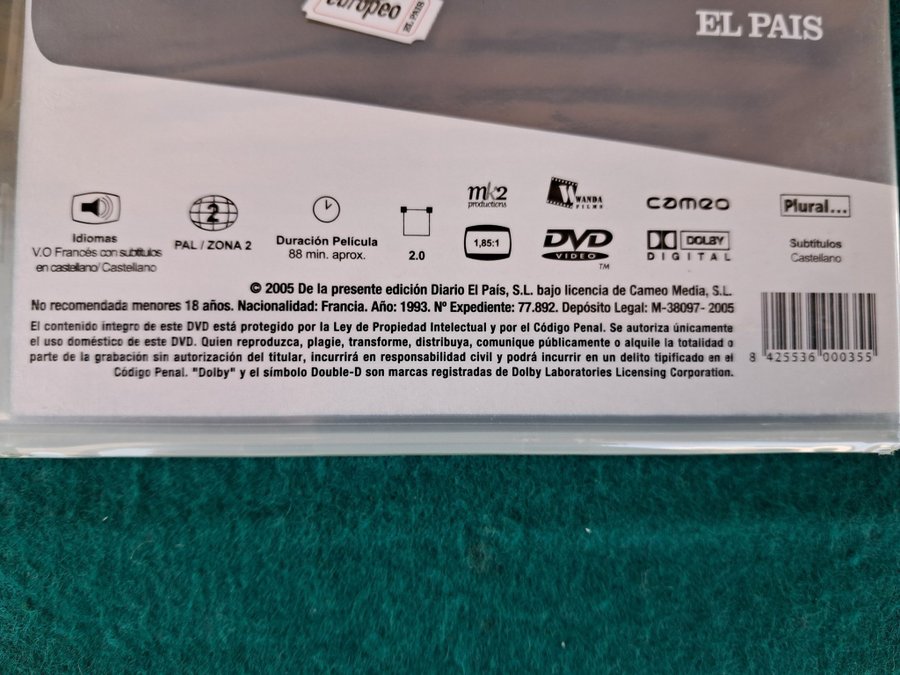 europeo
EL PAIS
EL PAIS
mk2
productions
WANDA
FILMS
cameo
Plural...
2
1,85:1
DVD
VIDEO
TM
DOLBY
DIGITAL
Idiomas
V.O Francés con subtítulos
en castellano/ Castellano
PAL / ZONA 2
Duración Película
88 min. aprox.
2.0
Subtítulos
Castellano
© 2005 De la presente edición Diario El País, S.L. bajo licencia de Cameo Media, S.L.
No recomendada menores 18 años. Nacionalidad: Francia. Año: 1993. Nº Expediente: 77.892. Depósito Legal: M-38097- 2005
El contenido integro de este DVD está protegido por la Ley de Propiedad Intelectual y por el Código Penal. Se autoriza únicamente
el uso doméstico de este DVD. Quien reproduzca, plagie, transforme, distribuya, comunique públicamente o alquile la totalidad o
parte de la grabación sin autorización del titular, incurrirá en responsabilidad civil y podrá incurrir en un delito tipificado en el
Código Penal. "Dolby" y el símbolo Double-D son marcas registradas de Dolby Laboratories Licensing Corporation.
8 425536 000355